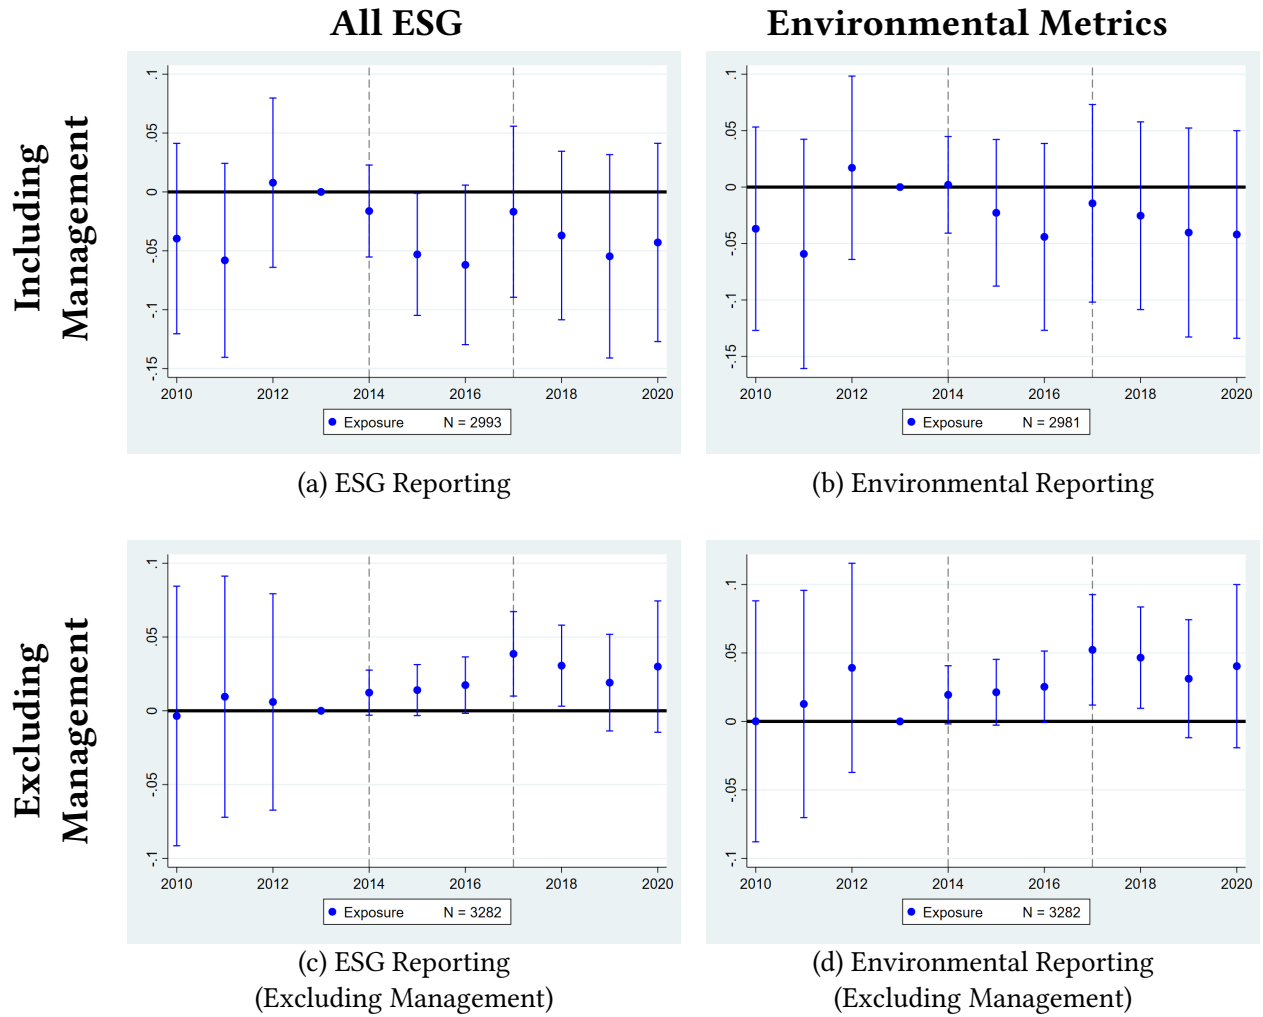 All ESG
Environmental Metrics
Including
Management
.1
.05
0
-.05
-.1
-.15
2010 2012 2014 2016 2018 2020
Exposure N = 2993
(a) ESG Reporting
.1
.05
0
-.05
-.1
-.15
2010 2012 2014 2016 2018 2020
Exposure N = 2981
(b) Environmental Reporting
Excluding
Management
.1
.05
0
-.05
-.1
2010 2012 2014 2016 2018 2020
Exposure N = 3282
(c) ESG Reporting
(Excluding Management)
.1
.05
0
-.05
-.1
2010 2012 2014 2016 2018 2020
Exposure N = 3282
(d) Environmental Reporting
(Excluding Management)